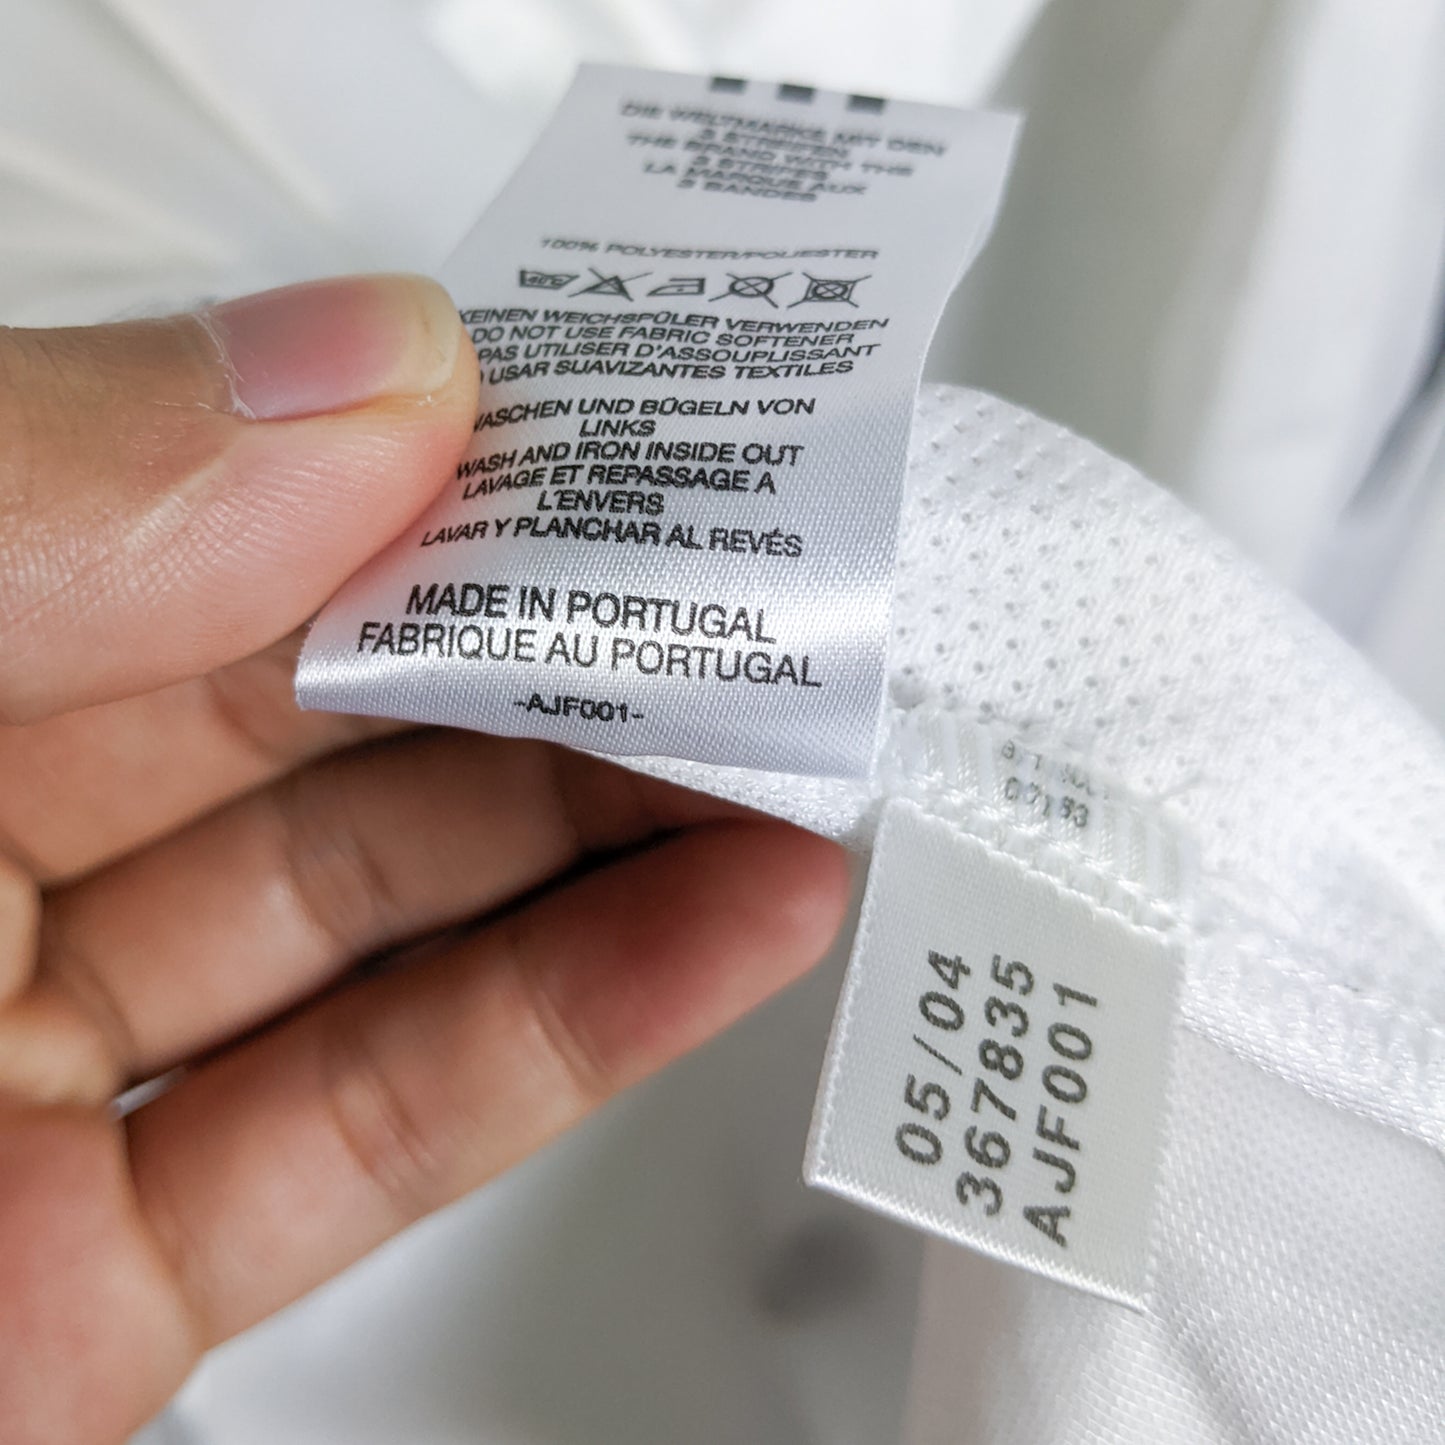 DIE WELTMARKE MIT DEN
3 STREIFEN
THE BRAND WITH THE
3 STRIPES
LA MARQUE AUX
3 BANDES
100% POLYESTER/POLIESTER
40°C
KEINEN WEICHSPÜLER VERWENDEN
DO NOT USE FABRIC SOFTENER
PAS UTILISER D'ASSOUPLISSANT
USAR SUAVIZANTES TEXTILES
WASCHEN UND BÜGELN VON
LINKS
WASH AND IRON INSIDE OUT
LAVAGE ET REPASSAGE A
L'ENVERS
LAVAR Y PLANCHAR AL REVÉS
MADE IN PORTUGAL
FABRIQUE AU PORTUGAL
-AJF001-
05/04
367835
AJF001